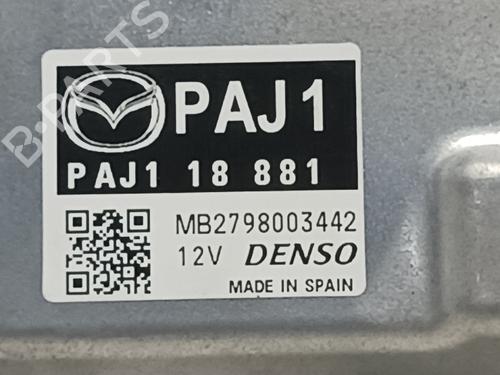 B-PARTS
PAJ1
PAJ1 18 881
MB2798003442
12V DENSO
MADE IN SPAIN